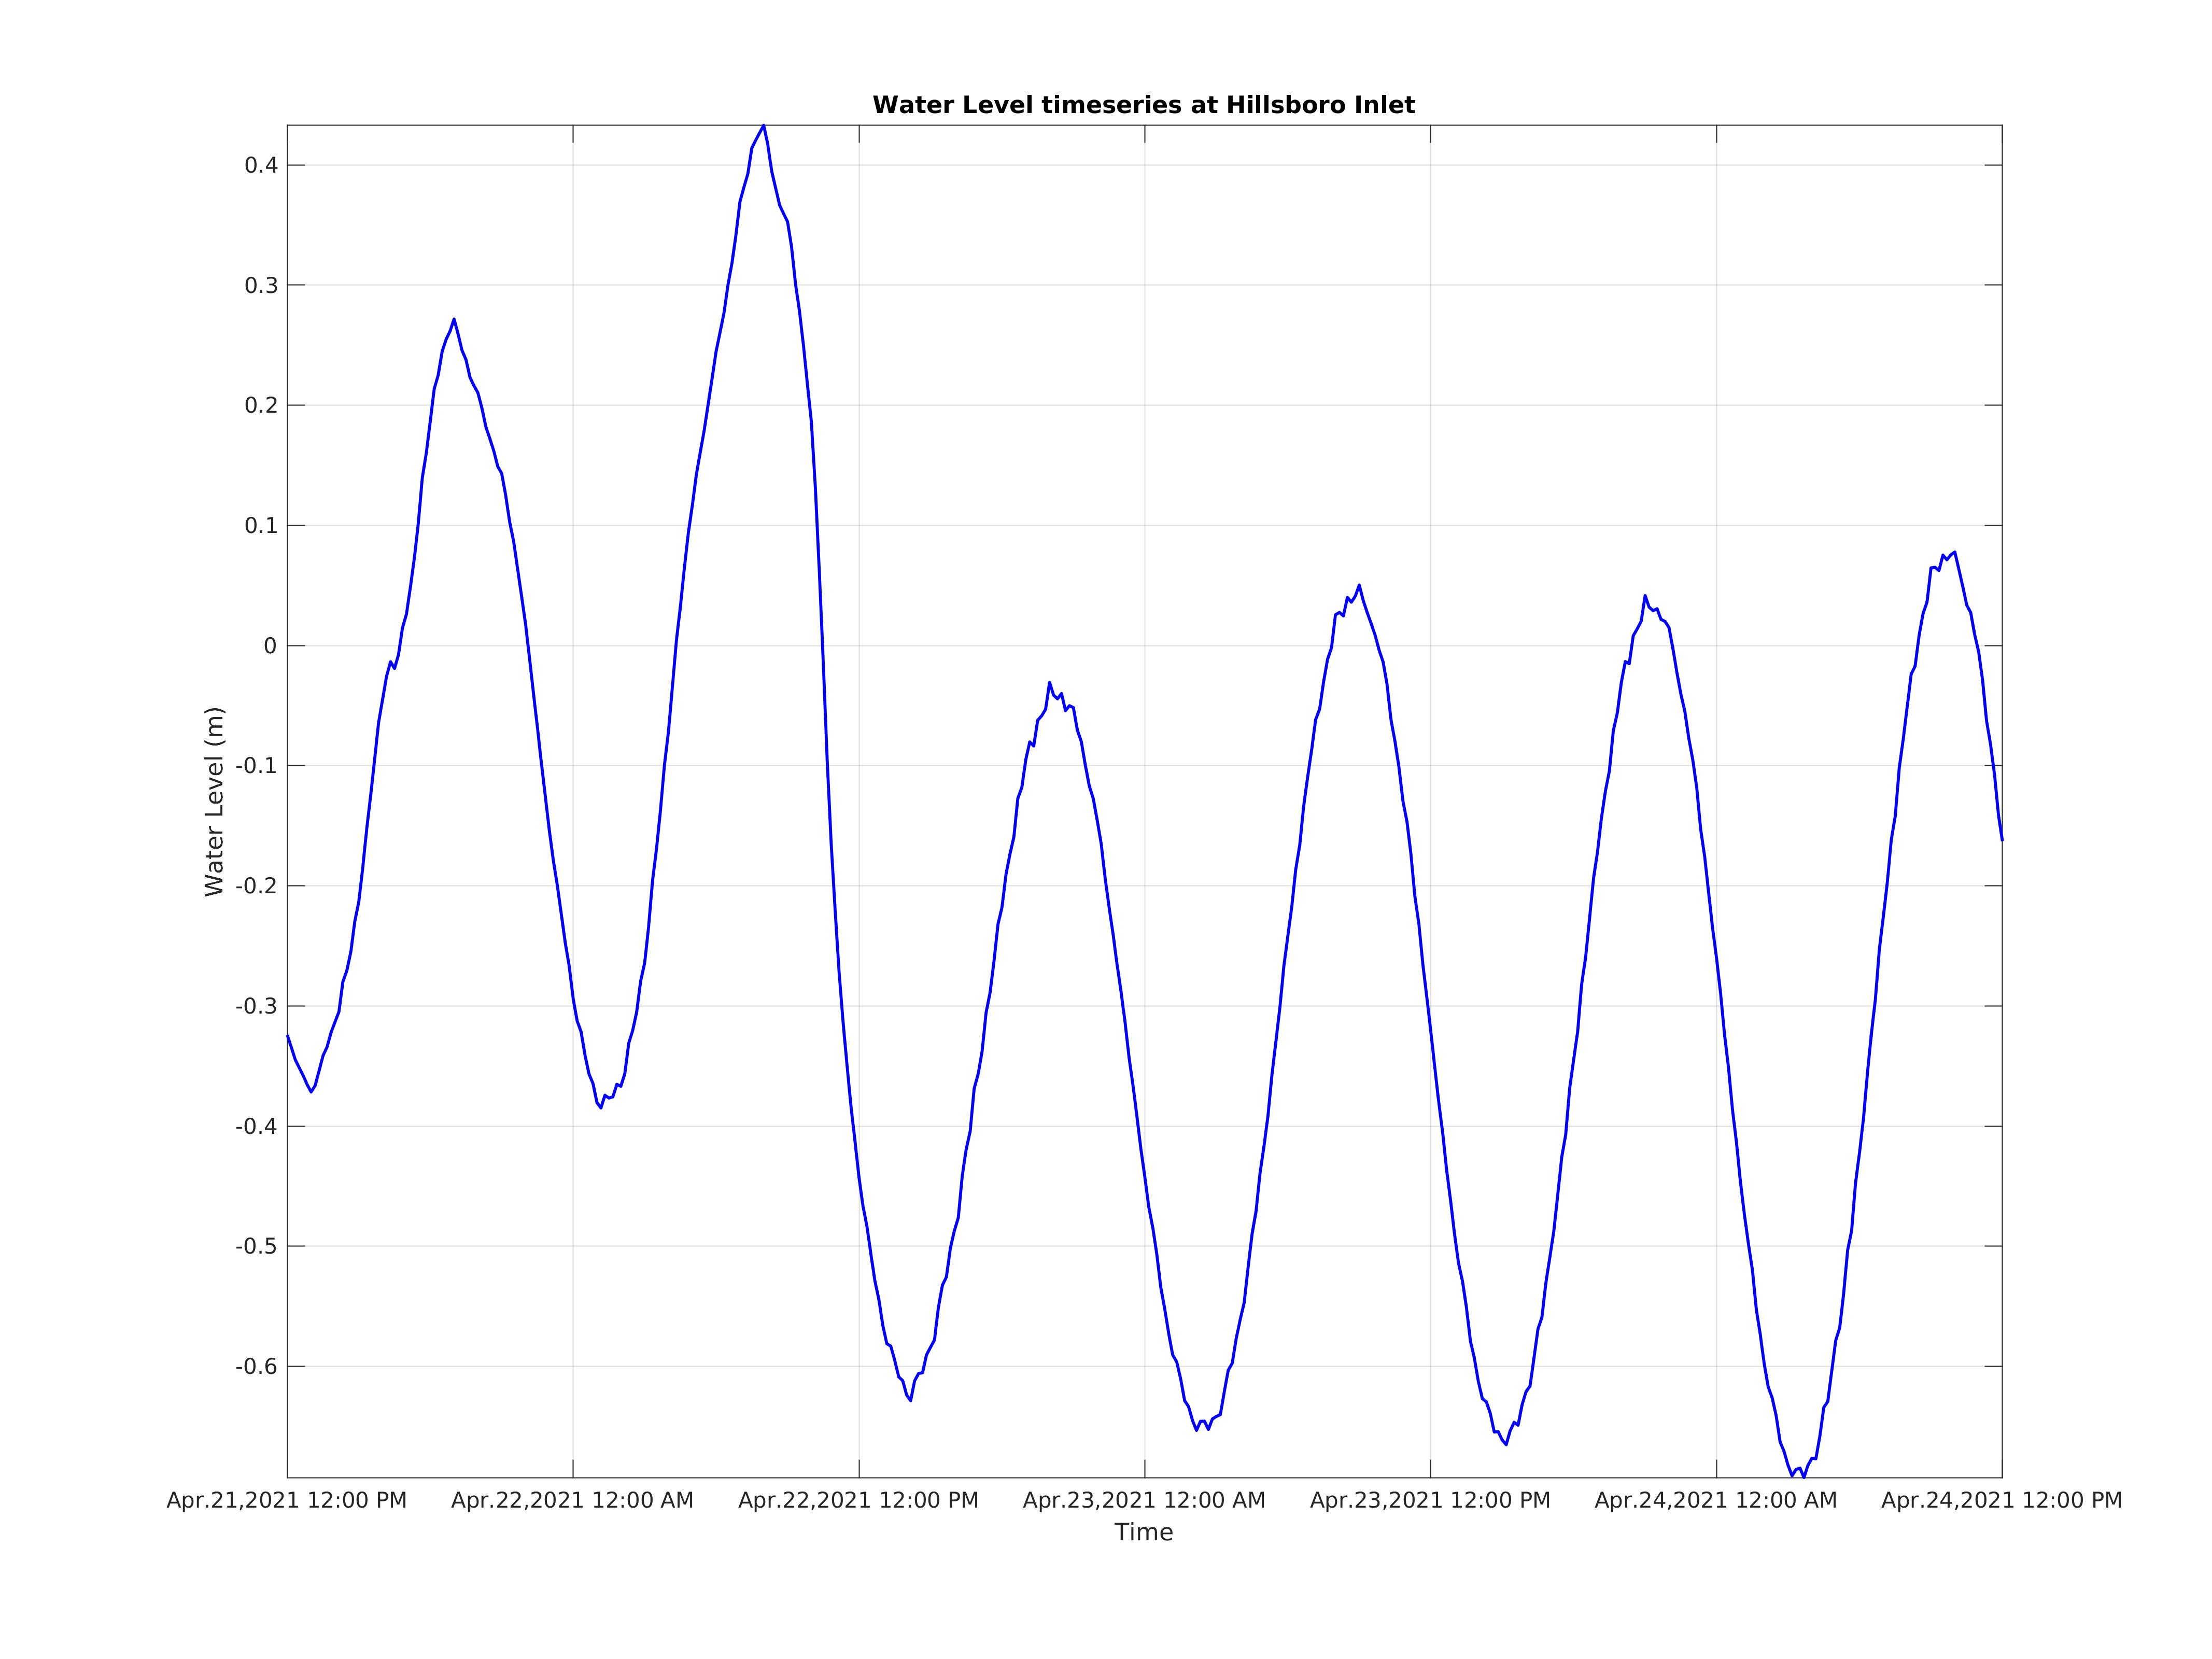 Water Level timeseries at Hillsboro Inlet
0.4
0.3
0.2
0.1
0
-0.1
-0.2
-0.3
-0.4
-0.5
-0.6
Water Level (m)
Apr.21,2021 12:00 PM
Apr.22,2021 12:00 AM
Apr.22,2021 12:00 PM
Apr.23,2021 12:00 AM
Apr.23,2021 12:00 PM
Apr.24,2021 12:00 AM
Apr.24,2021 12:00 PM
Time